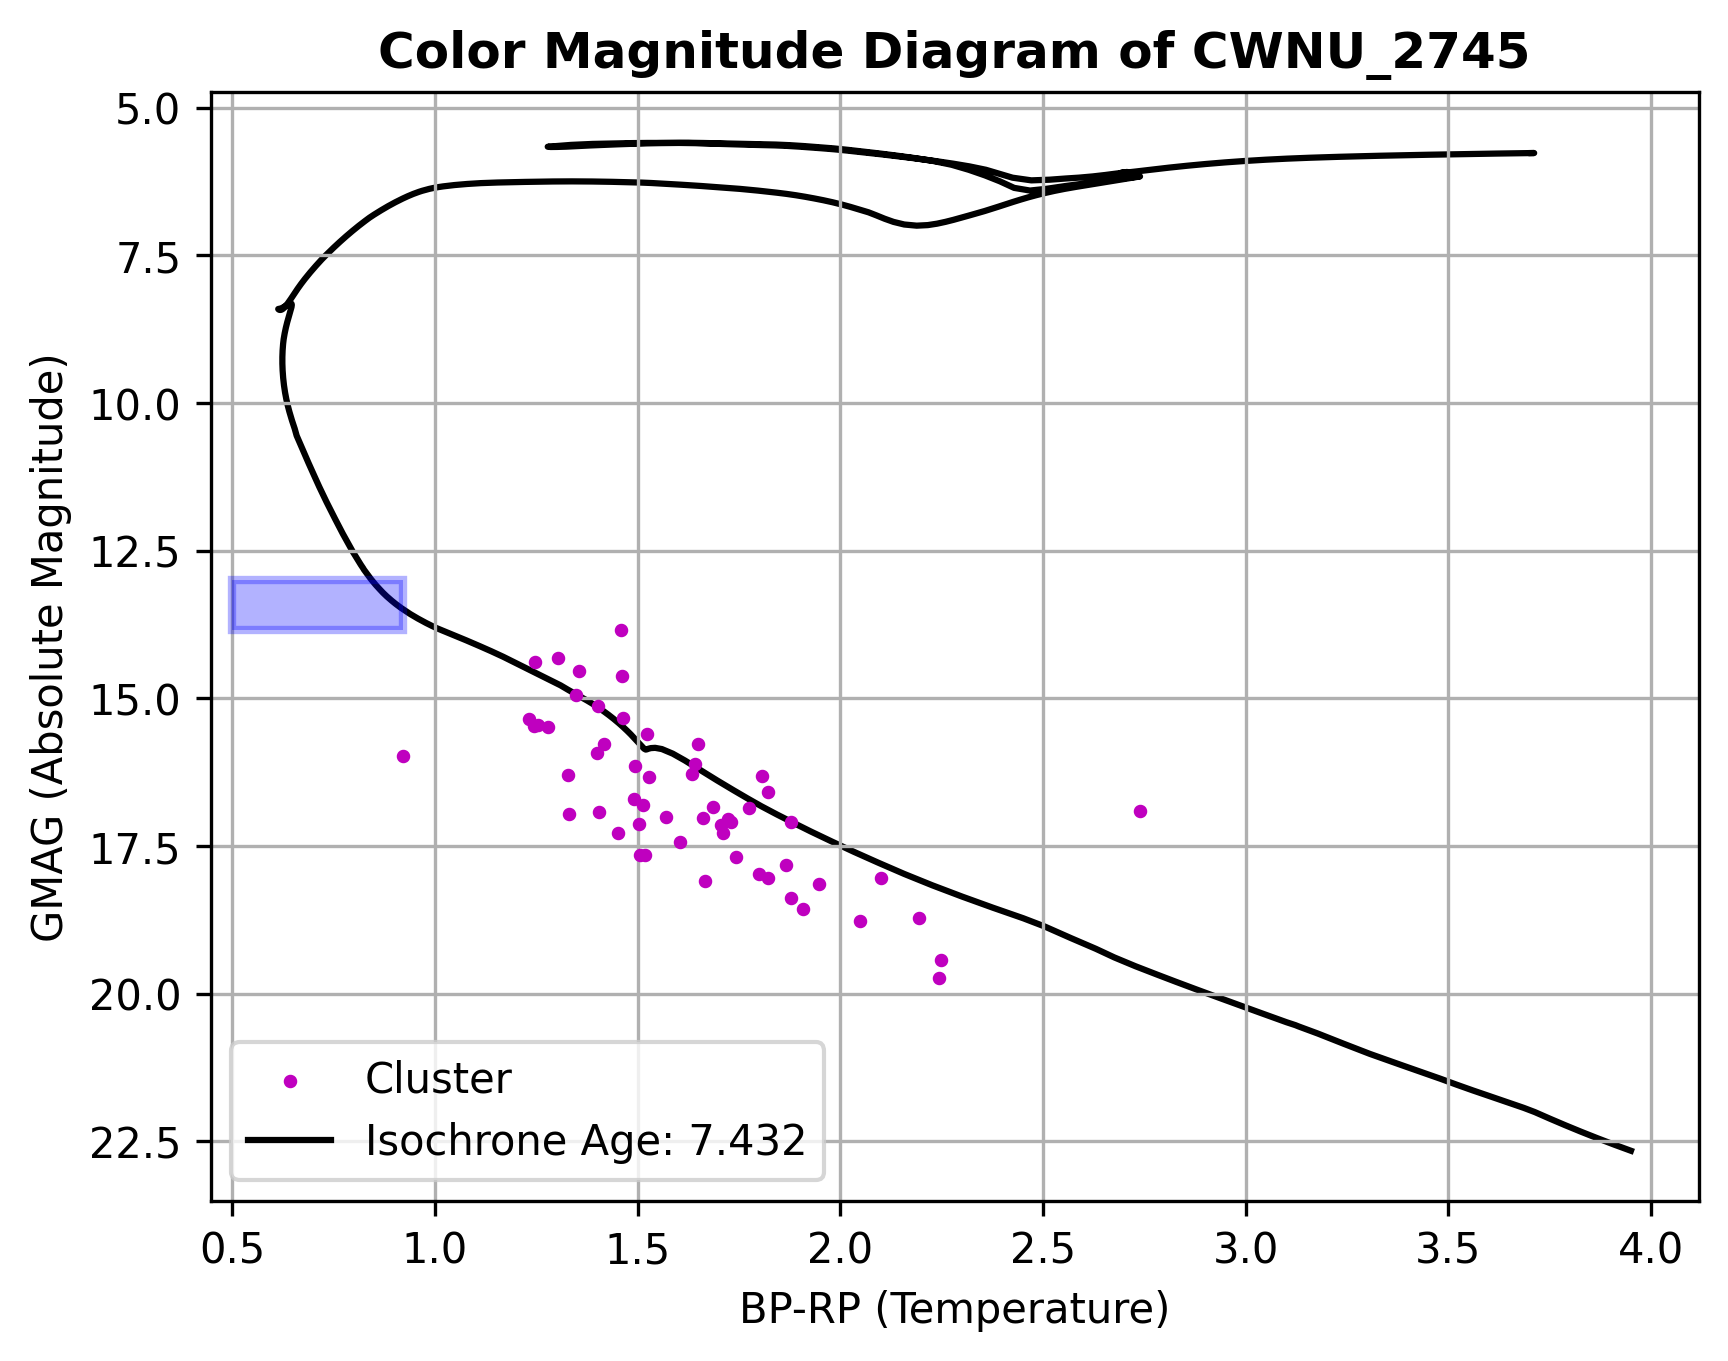 Color Magnitude Diagram of CWNU_2745
GMAG (Absolute Magnitude)
5.0
7.5
10.0
12.5
15.0
17.5
20.0
22.5
Cluster
Isochrone Age: 7.432
0.5 1.0 1.5 2.0 2.5 3.0 3.5 4.0
BP-RP (Temperature)